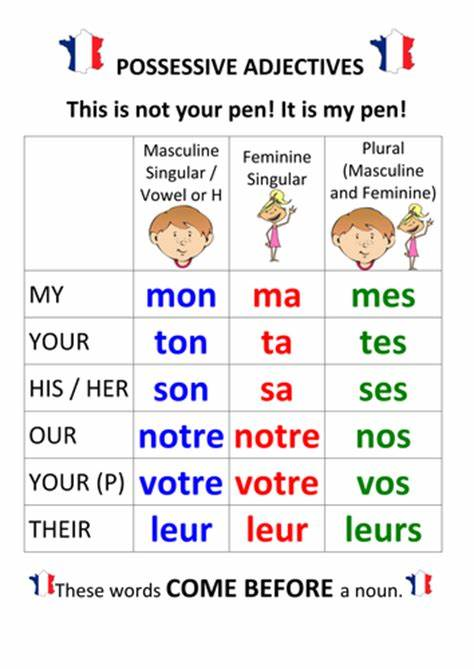 POSSESSIVE ADJECTIVES
This is not your pen! It is my pen!
Masculine Singular / Vowel or H
Feminine Singular
Plural (Masculine and Feminine)
MY mon ma mes
YOUR ton ta tes
HIS / HER son sa ses
OUR notre notre nos
YOUR (P) votre votre vos
THEIR leur leur leurs
These words COME BEFORE a noun.